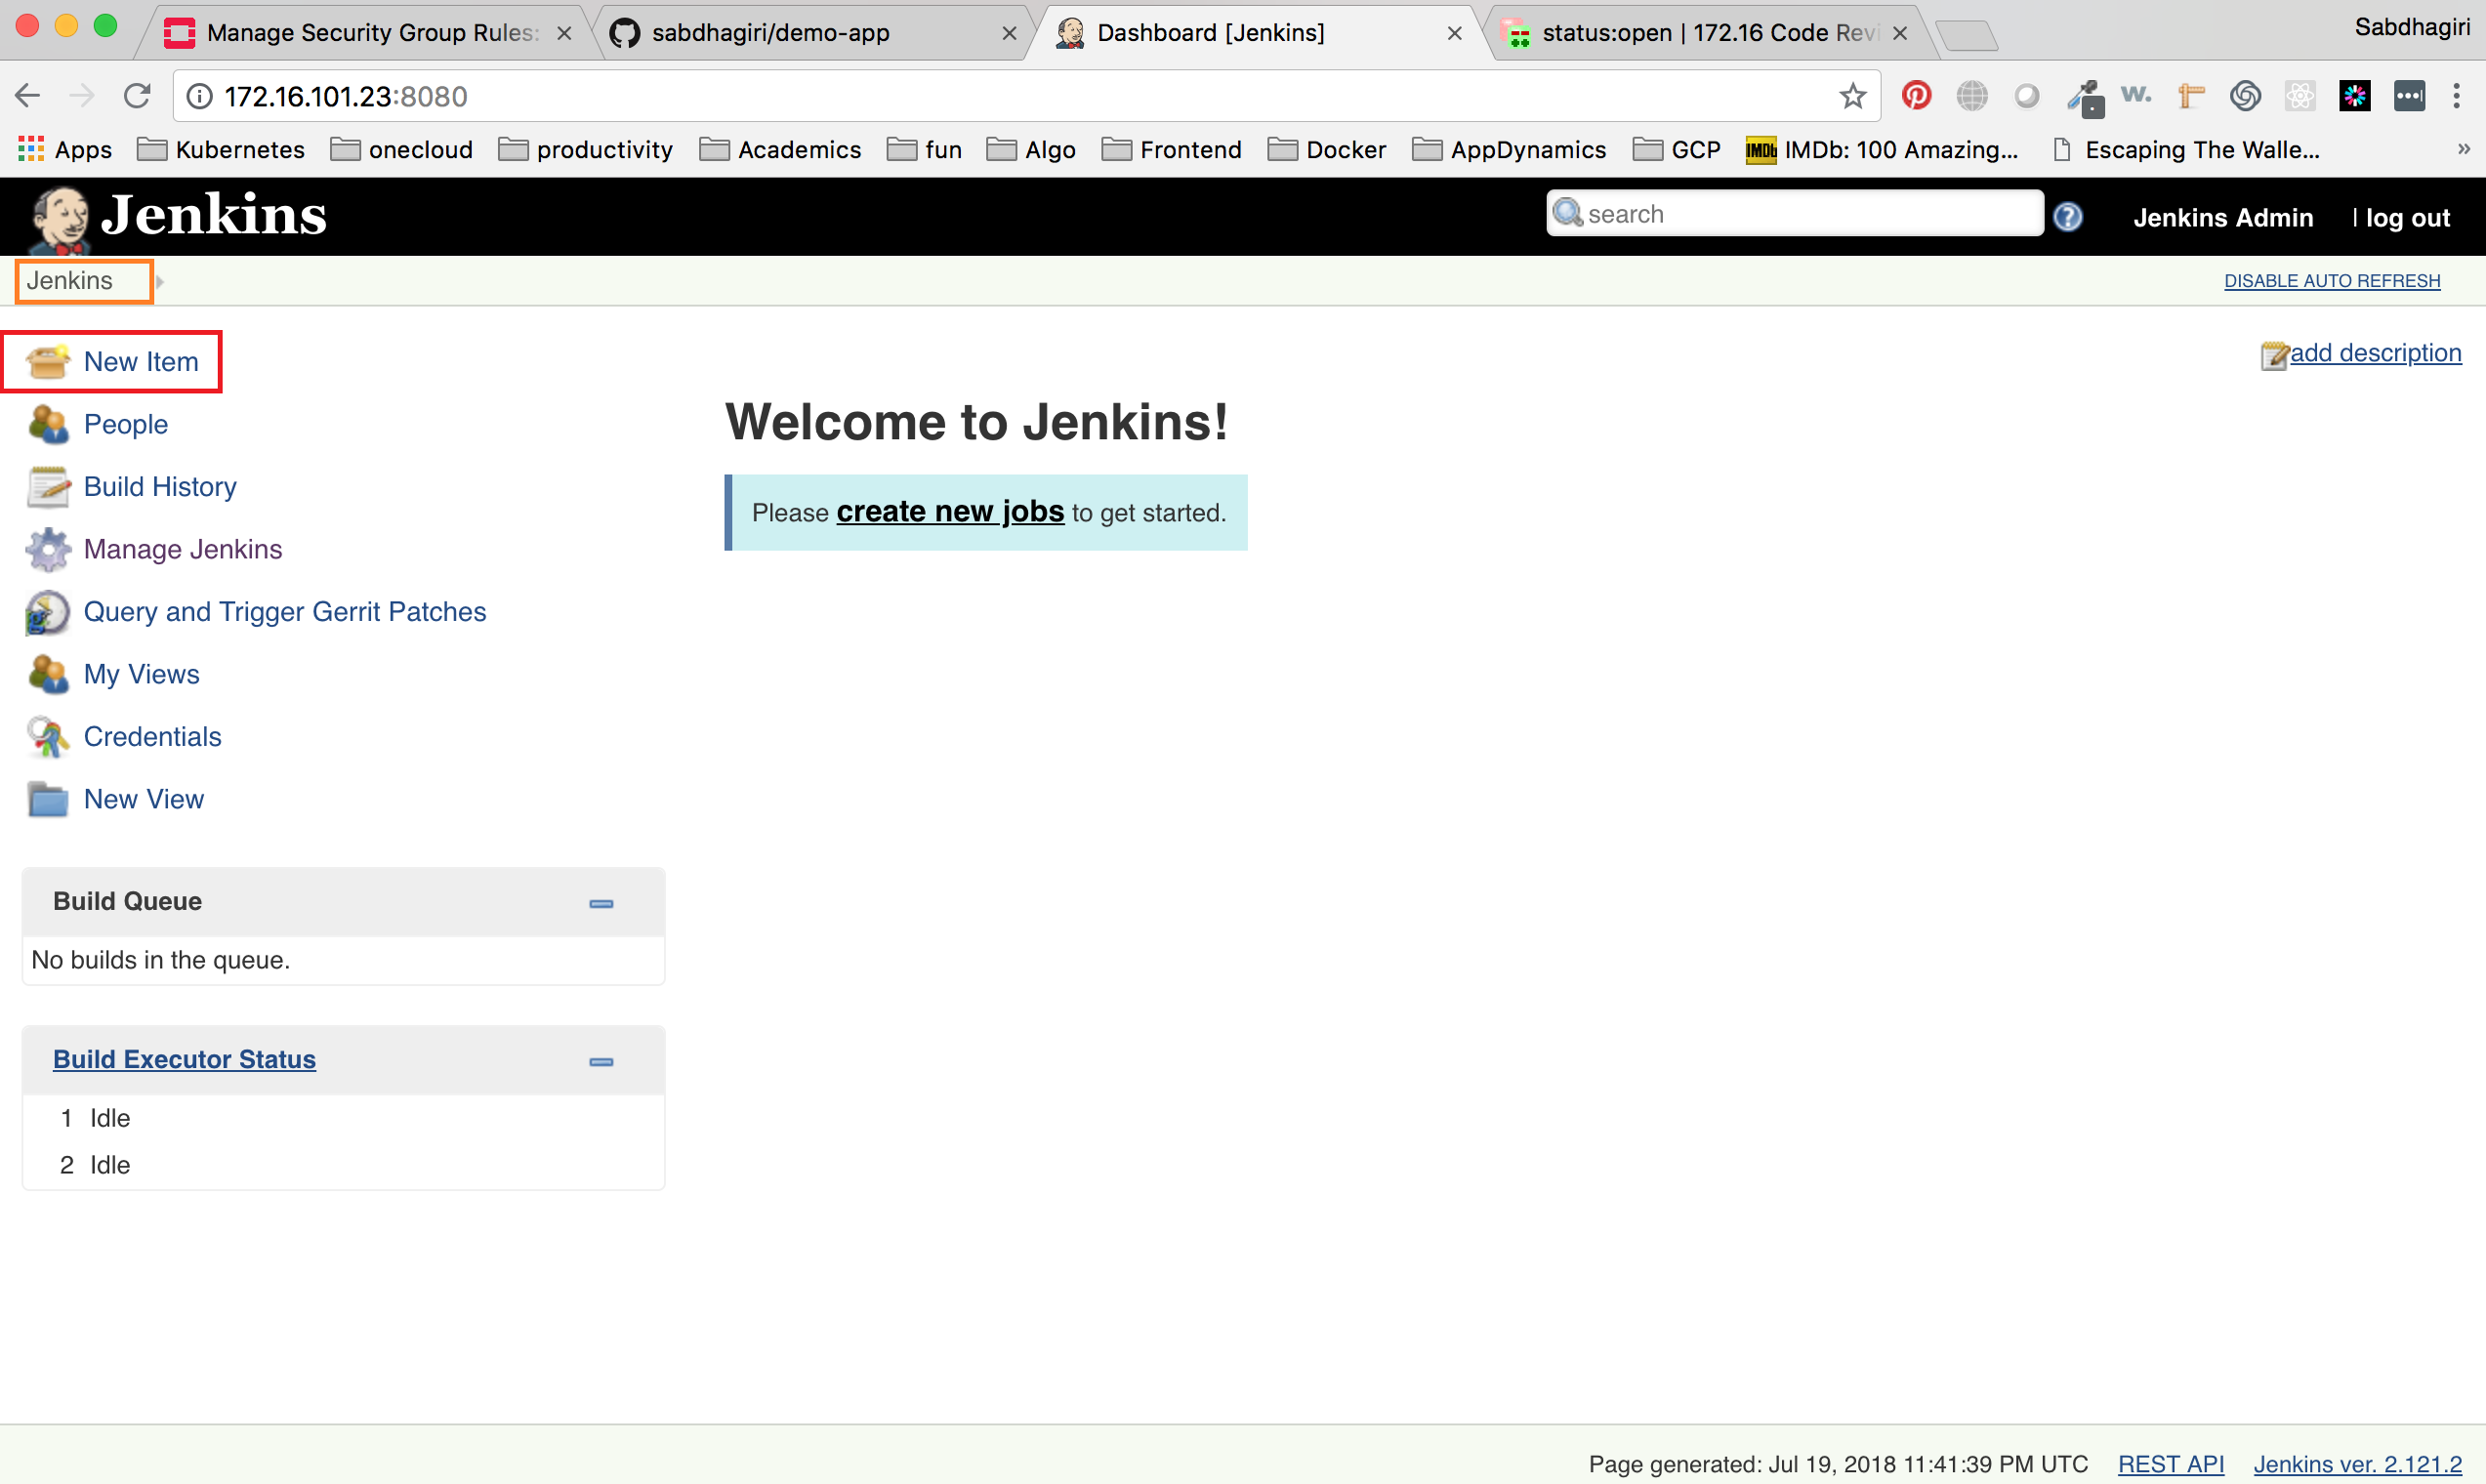 Manage Security Group Rules:
sabdhagiri/demo-app
Dashboard [Jenkins]
status:open | 172.16 Code Revi
Sabdhagiri
172.16.101.23:8080
w.
Apps
Kubernetes
onecloud
productivity
Academics
fun
Algo
Frontend
Docker
AppDynamics
GCP
IMDb
IMDb: 100 Amazing...
Escaping The Walle...
»
Jenkins
search
?
Jenkins Admin
| log out
Jenkins
DISABLE AUTO REFRESH
New Item
add description
People
Welcome to Jenkins!
Build History
Please create new jobs to get started.
Manage Jenkins
Query and Trigger Gerrit Patches
My Views
Credentials
New View
Build Queue
No builds in the queue.
Build Executor Status
1 Idle
2 Idle
Page generated: Jul 19, 2018 11:41:39 PM UTC
REST API
Jenkins ver. 2.121.2